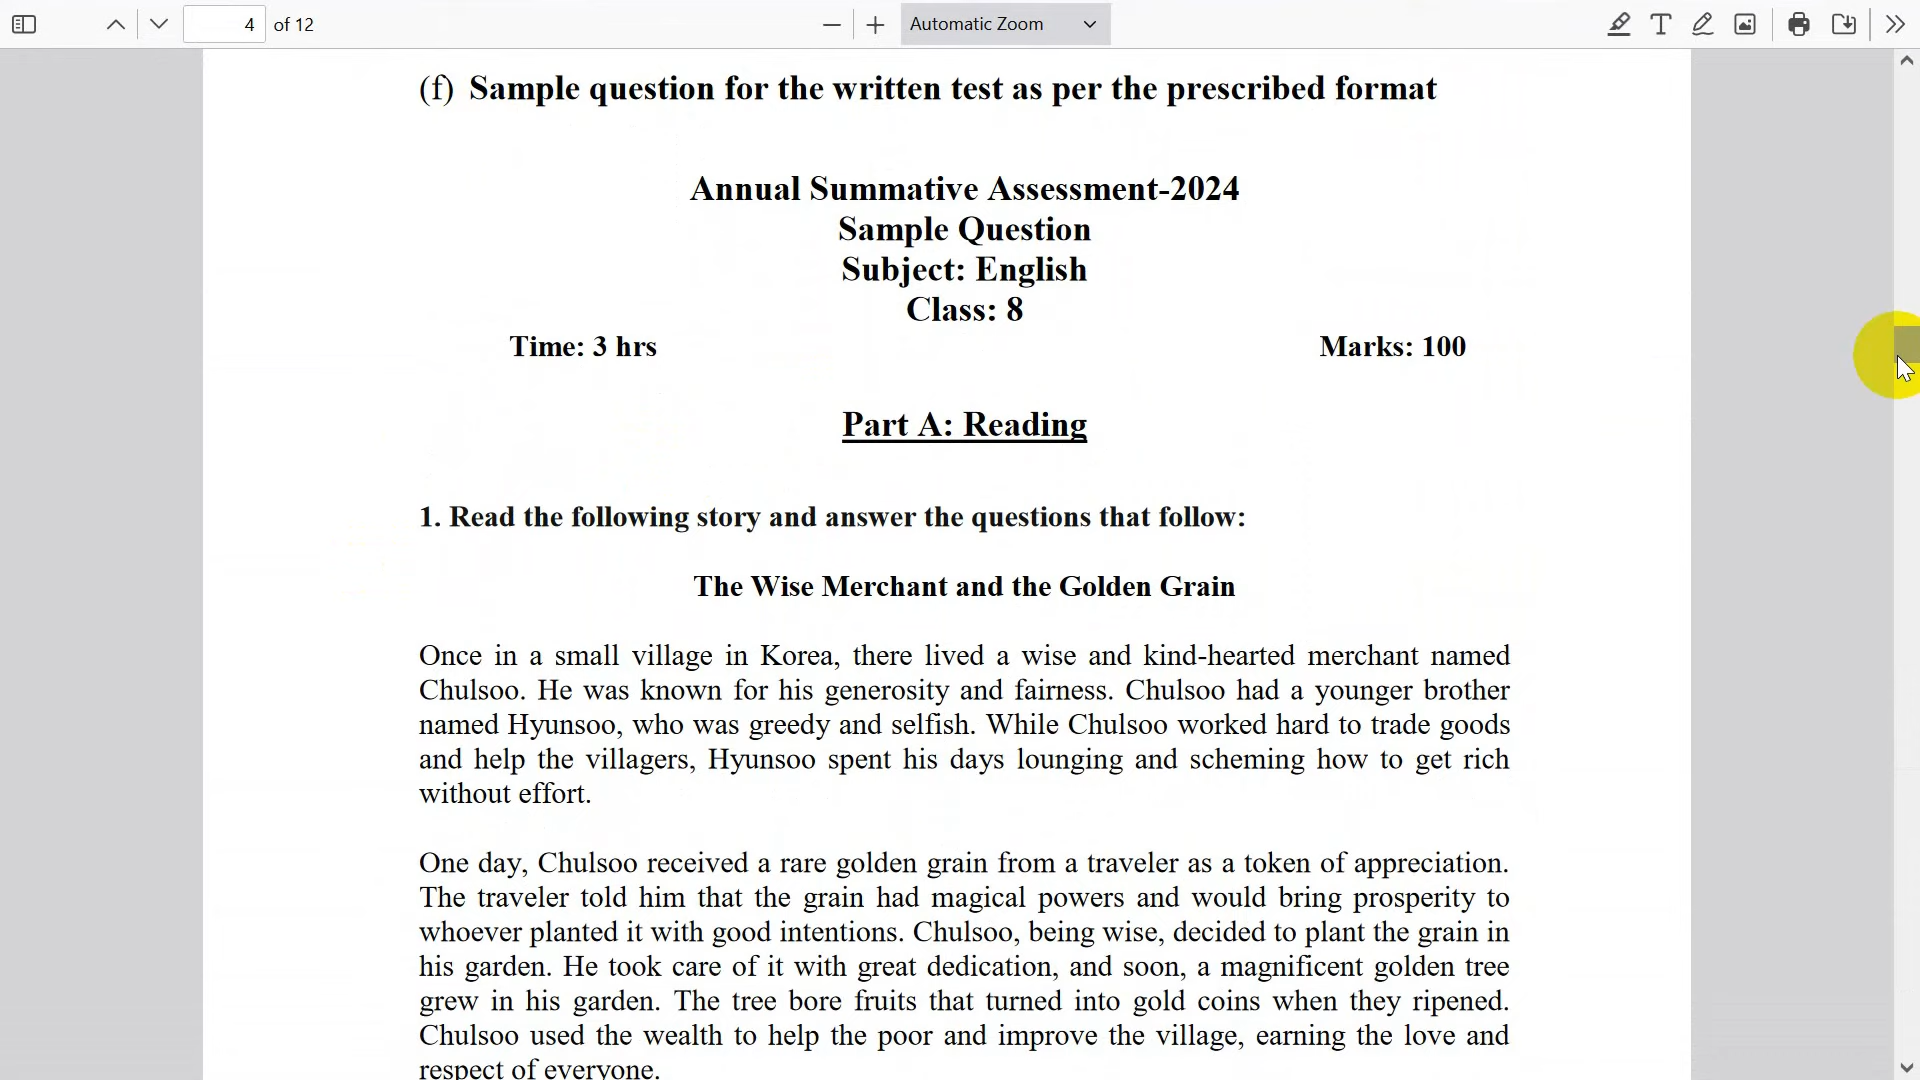 4 of 12
Automatic Zoom
(f) Sample question for the written test as per the prescribed format
Annual Summative Assessment-2024
Sample Question
Subject: English
Class: 8
Time: 3 hrs Marks: 100
Part A: Reading
1. Read the following story and answer the questions that follow:
The Wise Merchant and the Golden Grain
Once in a small village in Korea, there lived a wise and kind-hearted merchant named
Chulsoo. He was known for his generosity and fairness. Chulsoo had a younger brother
named Hyunsoo, who was greedy and selfish. While Chulsoo worked hard to trade goods
and help the villagers, Hyunsoo spent his days lounging and scheming how to get rich
without effort.
One day, Chulsoo received a rare golden grain from a traveler as a token of appreciation.
The traveler told him that the grain had magical powers and would bring prosperity to
whoever planted it with good intentions. Chulsoo, being wise, decided to plant the grain in
his garden. He took care of it with great dedication, and soon, a magnificent golden tree
grew in his garden. The tree bore fruits that turned into gold coins when they ripened.
Chulsoo used the wealth to help the poor and improve the village, earning the love and
respect of everyone.